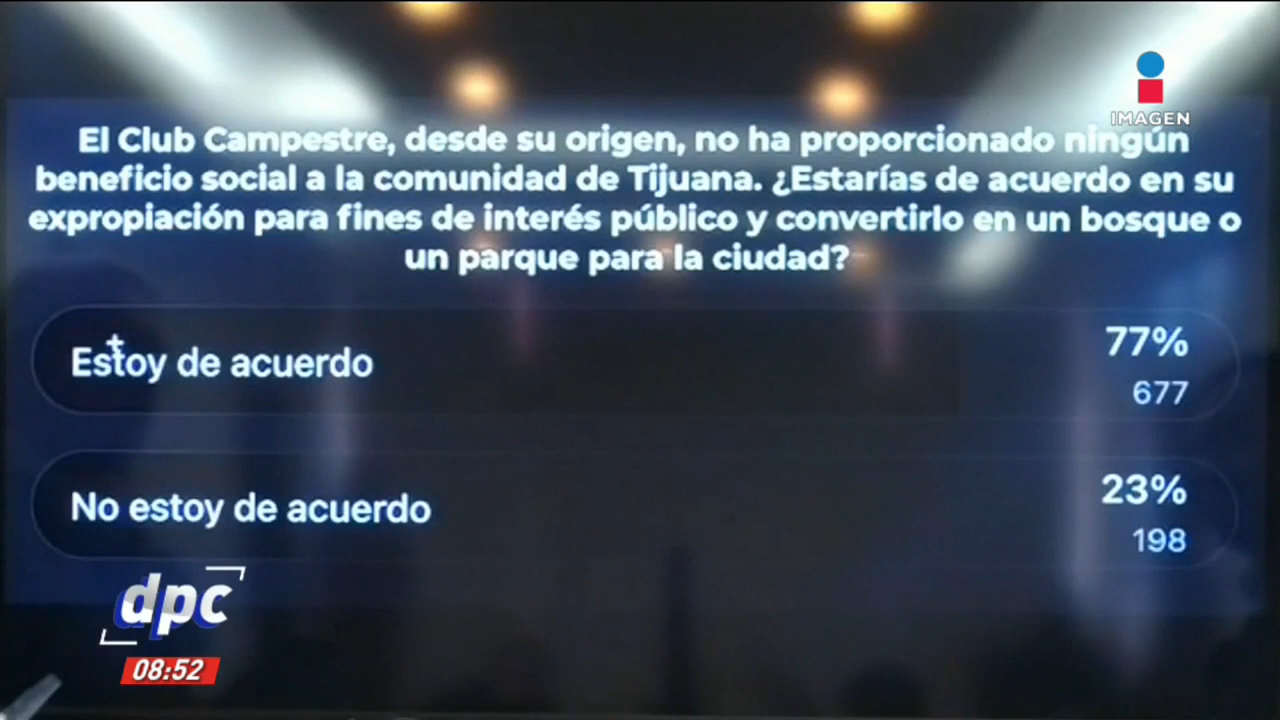 IMAGEN
El Club Campestre, desde su origen, no ha proporcionado ningún
beneficio social a la comunidad de Tijuana. ¿Estarías de acuerdo en su
expropiación para fines de interés público y convertirlo en un bosque o
un parque para la ciudad?
Estoy de acuerdo
77%
677
No estoy de acuerdo
23%
198
dpc
08:52